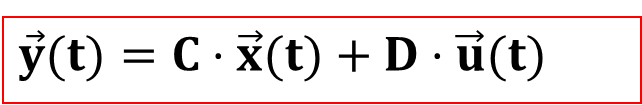 y⃗(t) = C · x⃗(t) + D · u⃗(t)